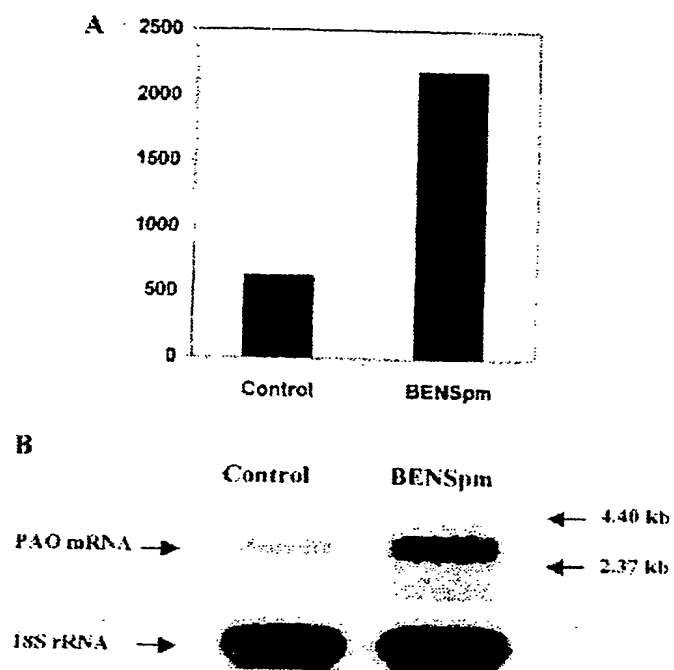 A
2500
2000
1500
1000
500
0
Control BENSpm
B
Control BENSpm
4.40 kb
PAO mRNA
2.37 kb
18S rRNA